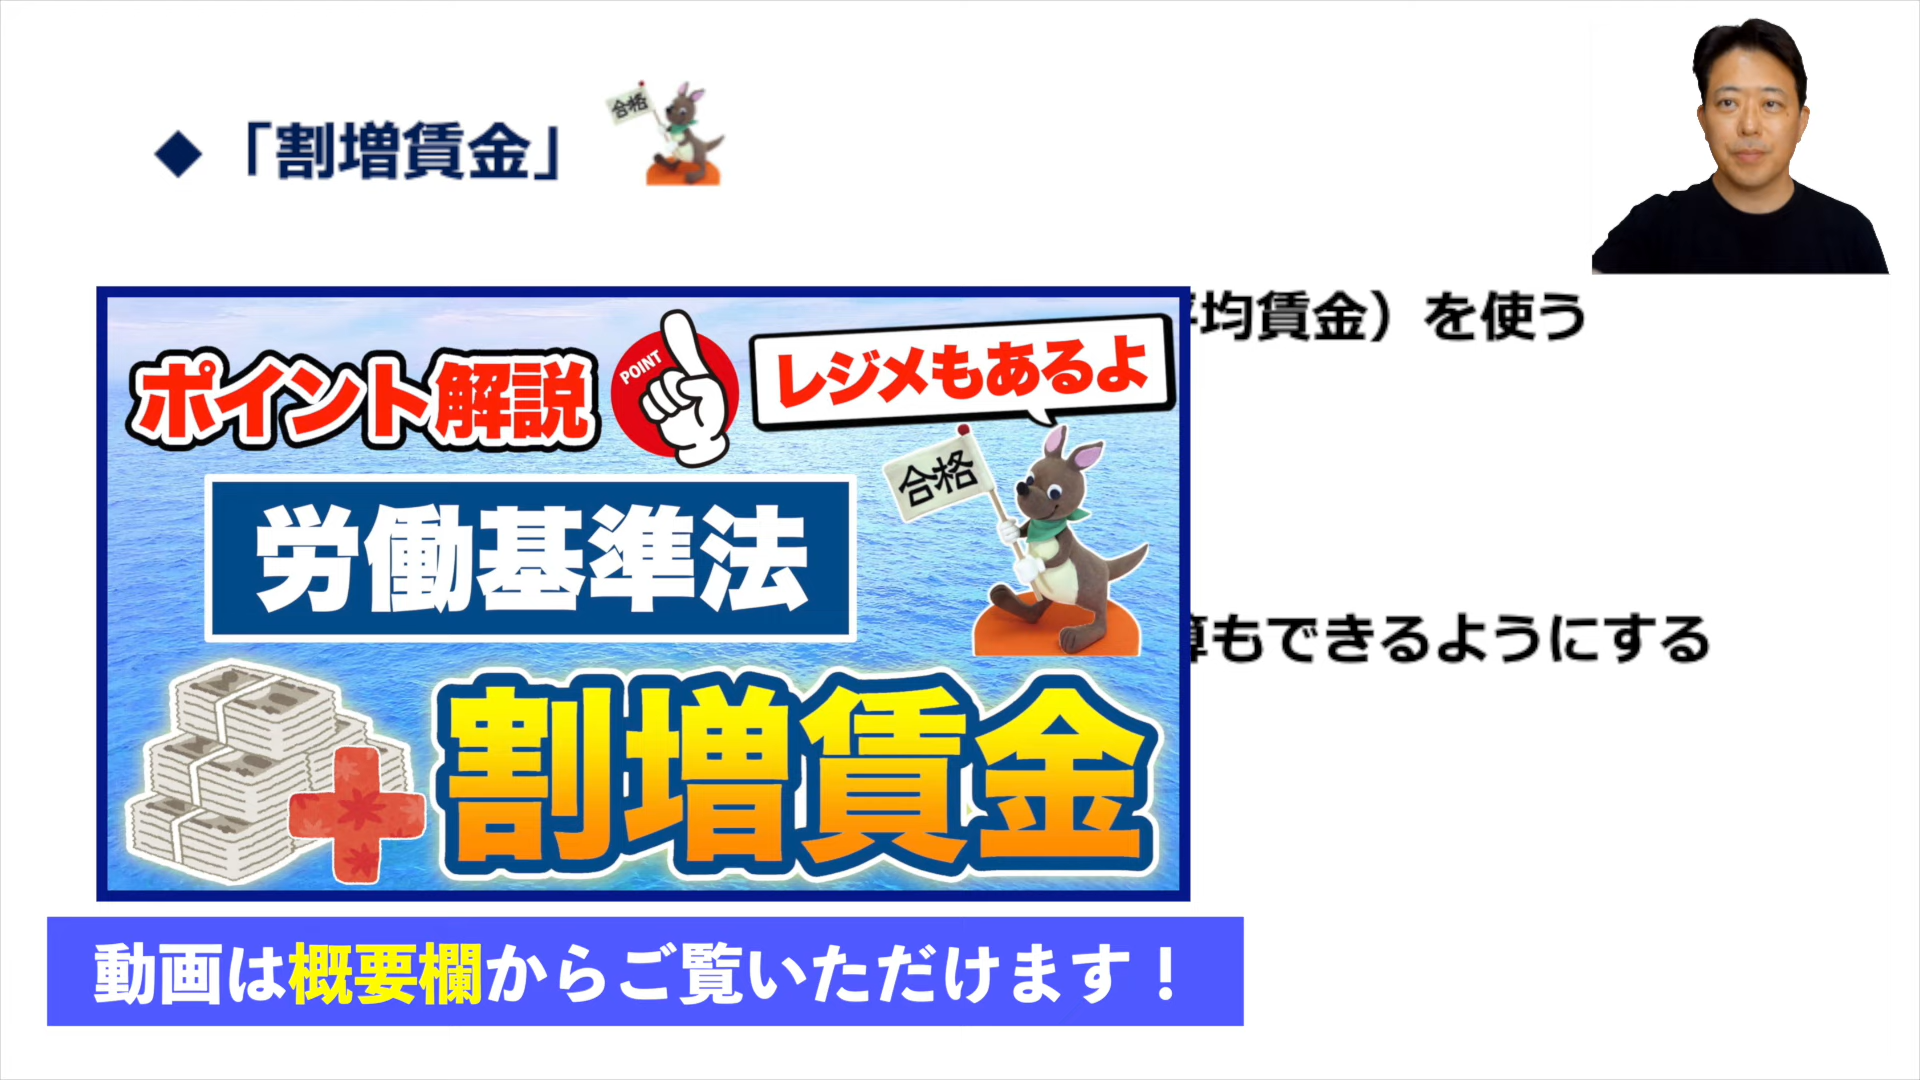 ◆「割増賃金」
合格
均賃金）を使う
ポイント解説
POINT
レジメもあるよ
労働基準法
合格
もできるようにする
割増賃金
動画は概要欄からご覧いただけます！